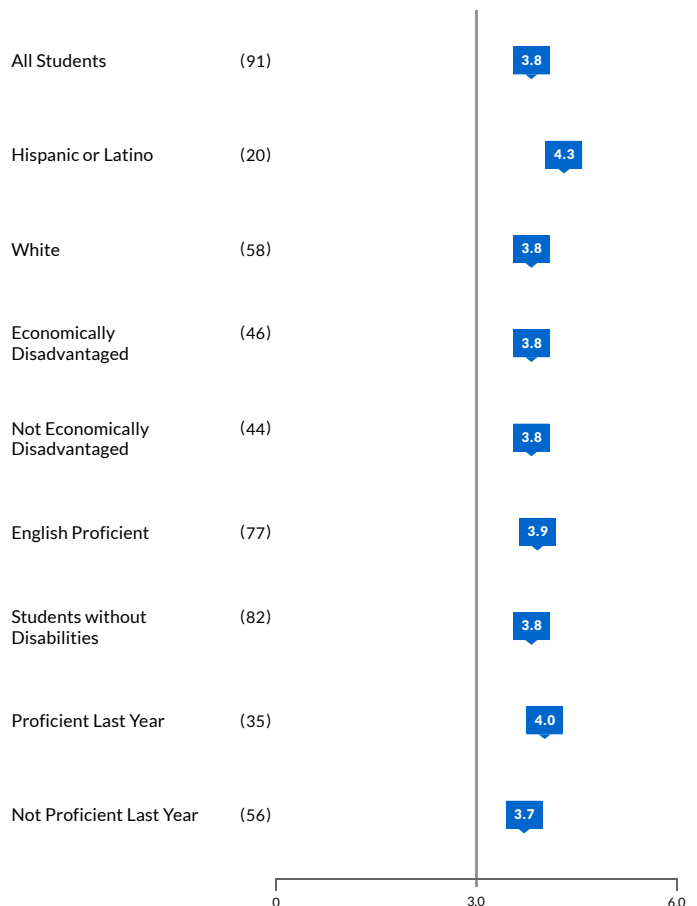 All Students (91) 3.8
Hispanic or Latino (20) 4.3
White (58) 3.8
Economically (46)
Disadvantaged 3.8
Not Economically (44)
Disadvantaged 3.8
English Proficient (77) 3.9
Students without (82)
Disabilities 3.8
Proficient Last Year (35) 4.0
Not Proficient Last Year (56) 3.7
0 3.0 6.0